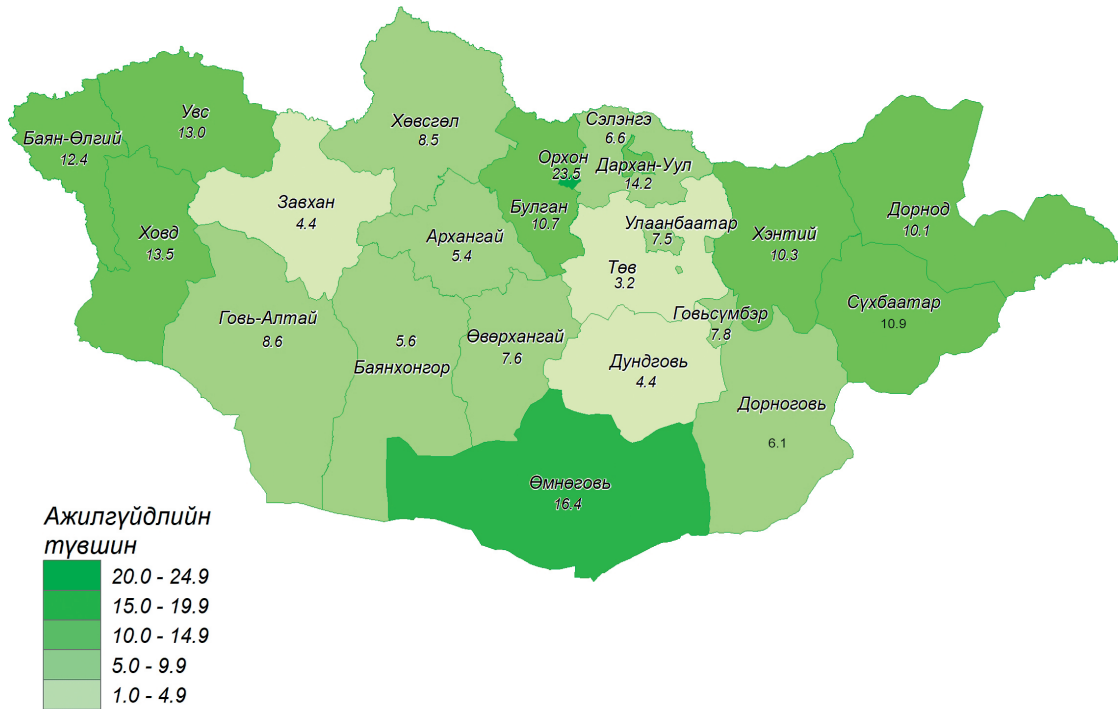 Увс
13.0
Баян-Өлгий
12.4
Ховд
13.5
Завхан
4.4
Хөвсгөл
8.5
Орхон
23.5
Булган
10.7
Сэлэнгэ
6.6
Дархан-Уул
14.2
Архангай
5.4
Улаанбаатар
7.5
Төв
3.2
Хэнтий
10.3
Дорнод
10.1
Сүхбаатар
10.9
Говь-Алтай
8.6
5.6
Баянхонгор
Өвөрхангай
7.6
Говьсүмбэр
7.8
Дундговь
4.4
Дорноговь
6.1
Өмнөговь
16.4
Ажилгүйдлийн
түвшин
20.0 - 24.9
15.0 - 19.9
10.0 - 14.9
5.0 - 9.9
1.0 - 4.9